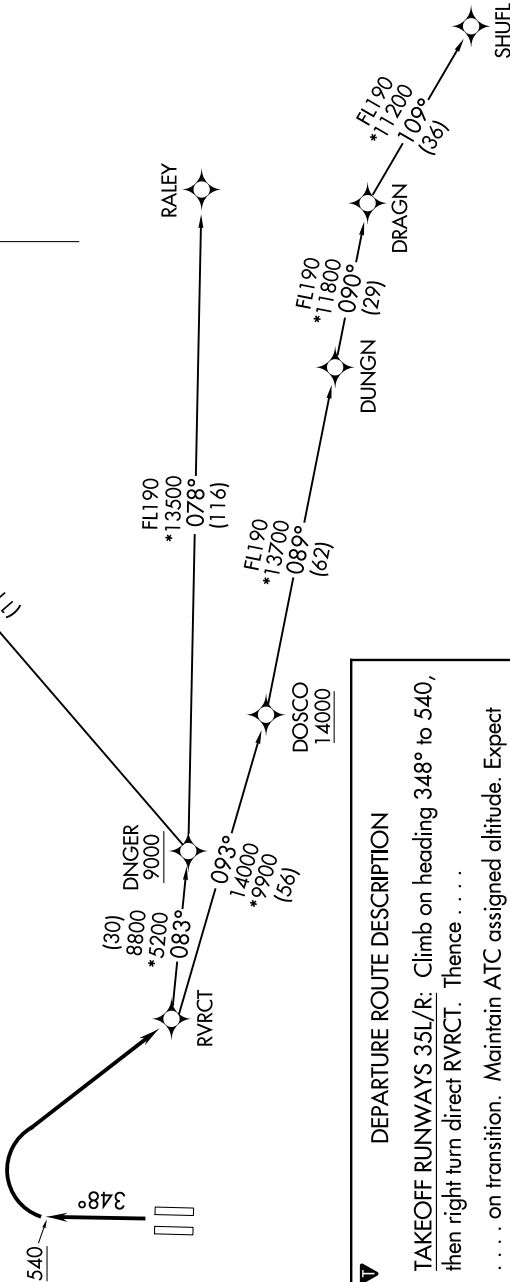 SHUFL
FL190
*11200
109°
(36)
RALEY
DRAGN
FL190
*11800
090°
(29)
DUNGN
FL190
*13500
078°
(116)
FL190
*13700
089°
(62)
DOSCO
14000
DNGER
9000
(30)
8800
*5200
083°
093°
14000
*9900
(56)
RVRCT
348°
540
DEPARTURE ROUTE DESCRIPTION
TAKEOFF RUNWAYS 35L/R: Climb on heading 348° to 540,
then right turn direct RVRCT. Thence . . . .
. . . . on transition. Maintain ATC assigned altitude. Expect
T